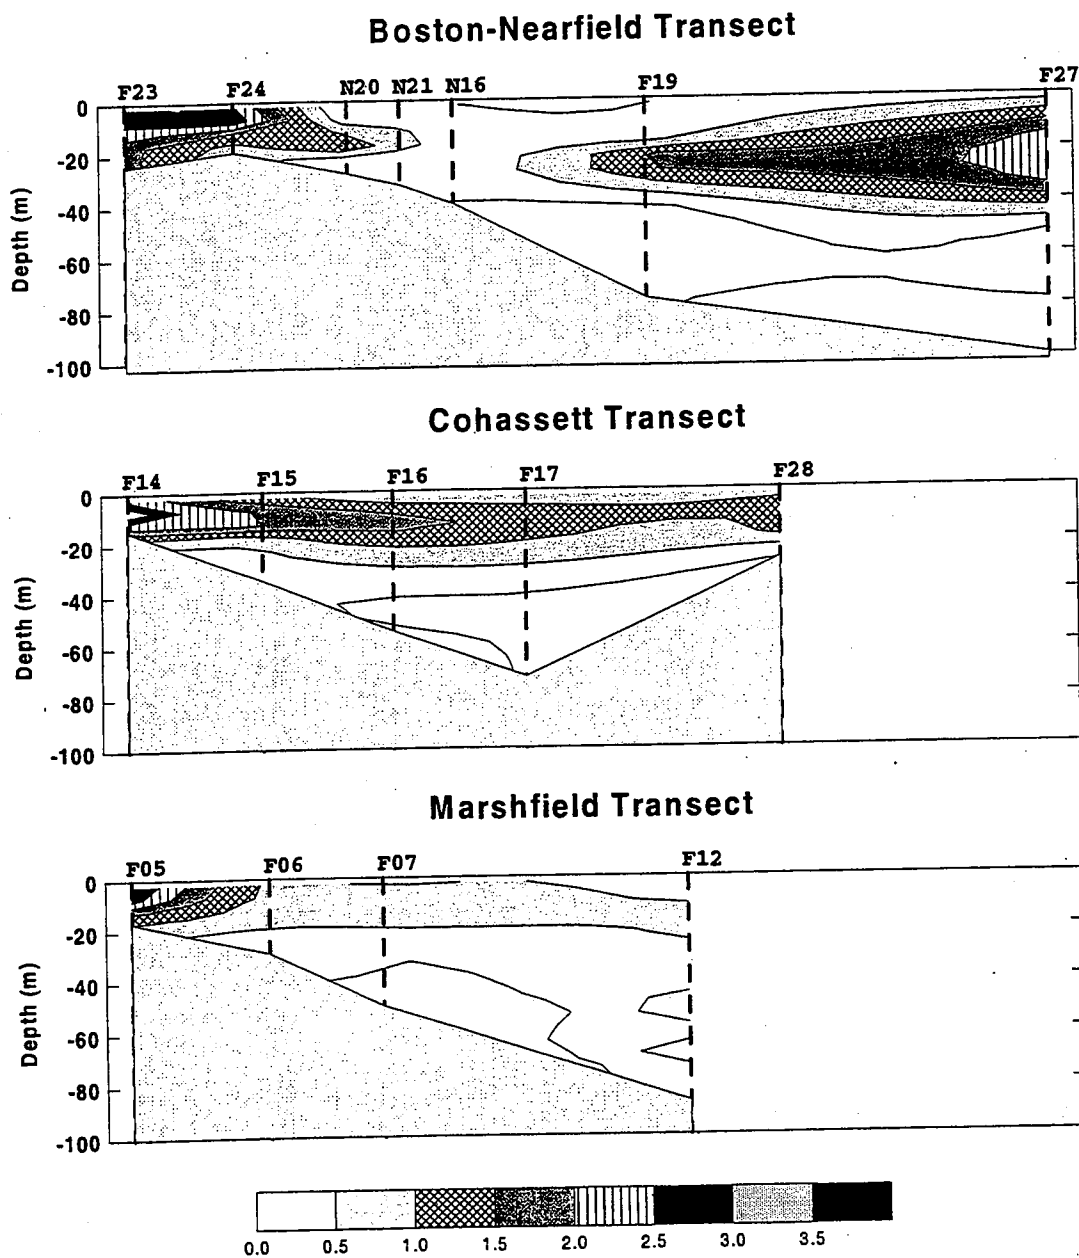 Boston-Nearfield Transect
F23 F24 N20 N21 N16 F19 F27
0
-20
-40
-60
-80
-100
Depth (m)
Cohassett Transect
F14 F15 F16 F17 F28
0
-20
-40
-60
-80
-100
Depth (m)
Marshfield Transect
F05 F06 F07 F12
0
-20
-40
-60
-80
-100
Depth (m)
0.0 0.5 1.0 1.5 2.0 2.5 3.0 3.5